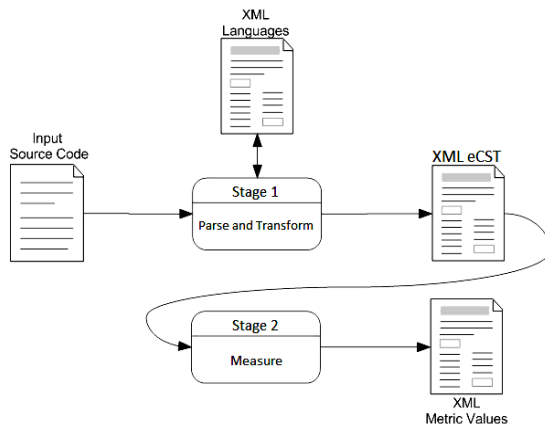 XML
Languages
Input
Source Code
XML eCST
Stage 1
Parse and Transform
Stage 2
Measure
XML
Metric Values